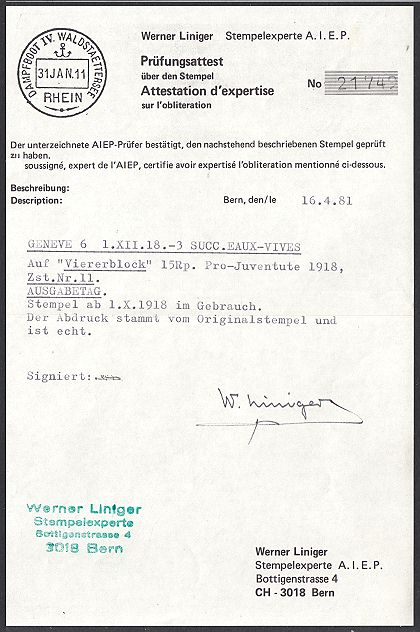 DAMPFBOOT IV. WALDSTAETTERSEE
31 JAN. 11
RHEIN
Werner Liniger Stempelexperte A.I.E.P.
Prüfungsattest
über den Stempel
Attestation d'expertise
sur l'obliteration
No 21742
Der unterzeichnete AIEP-Prüfer bestätigt, den nachstehend beschriebenen Stempel geprüft
zu haben.
soussigné, expert de l'AIEP, certifie avoir expertisé l'obliteration mentionné ci-dessous.
Beschreibung:
Description:
Bern, den/le 16.4.81
GENEVE 6 1.XII.18.-3 SUCC.EAUX-VIVES
Auf "Viererblock" 15Rp. Pro-Juventute 1918,
Zst.Nr.11.
AUSGABETAG.
Stempel ab 1.X.1918 im Gebrauch.
Der Abdruck stammt vom Originalstempel und
ist echt.
Signiert:
W. Liniger
Werner Liniger
Stempelexperte
Bottigenstrasse 4
3018 Bern
Werner Liniger
Stempelexperte A.I.E.P.
Bottigenstrasse 4
CH - 3018 Bern